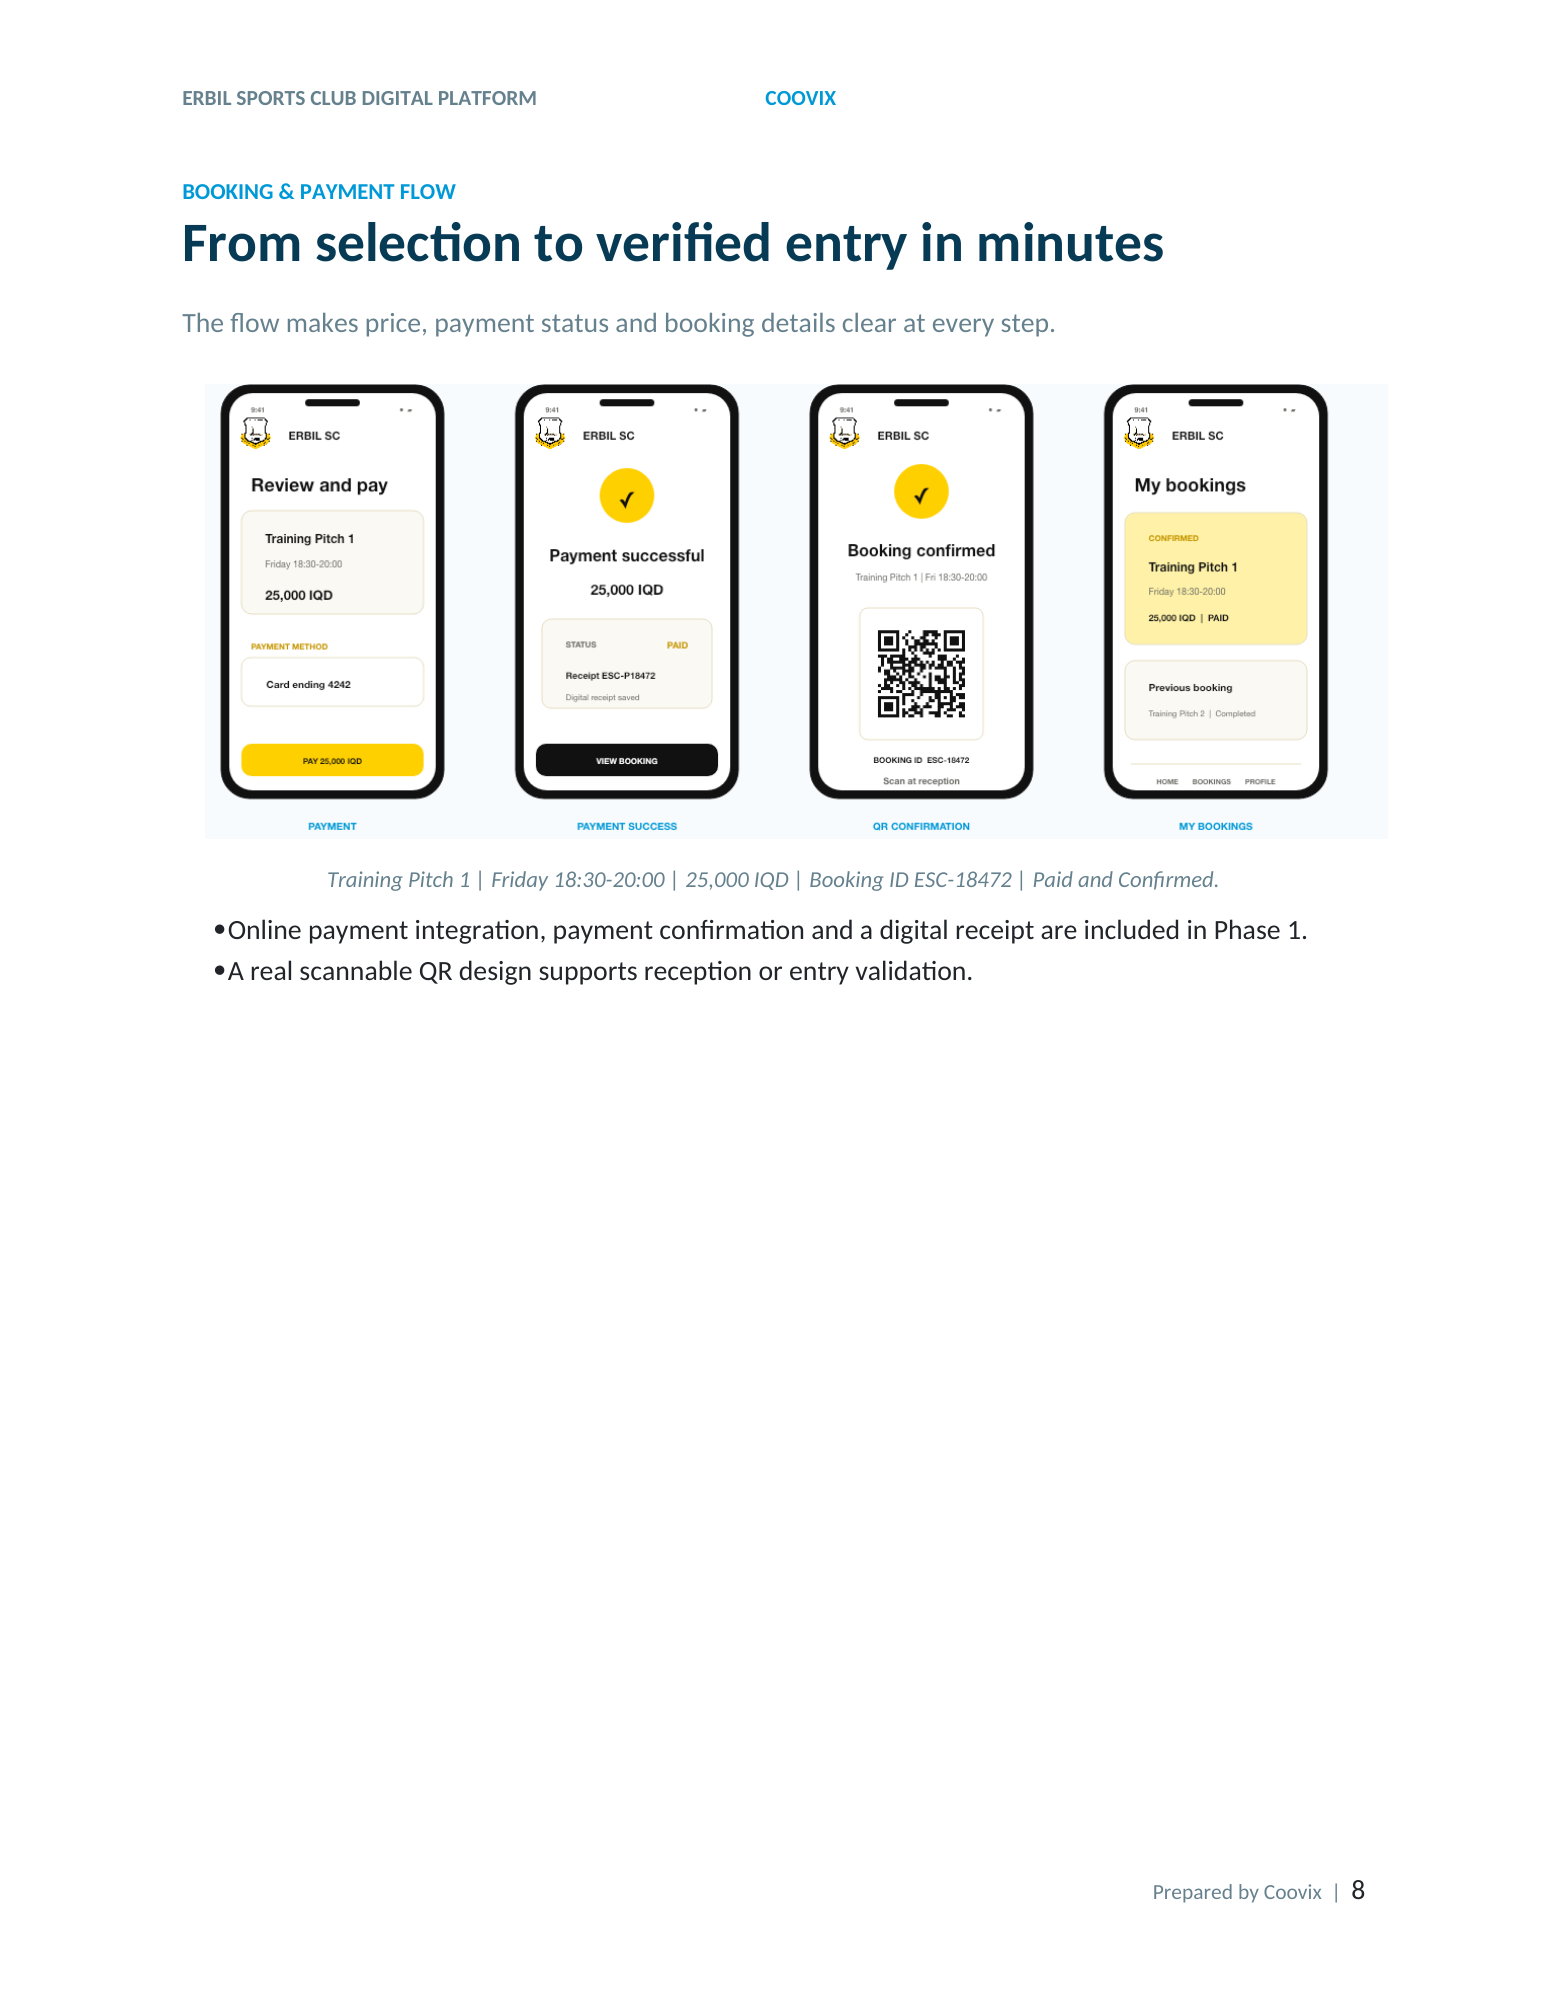 ERBIL SPORTS CLUB DIGITAL PLATFORM COOVIX
BOOKING & PAYMENT FLOW
From selection to verified entry in minutes
The flow makes price, payment status and booking details clear at every step.
9:41
ERBIL SC
Review and pay
Training Pitch 1
Friday 18:30-20:00
25,000 IQD
PAYMENT METHOD
Card ending 4242
PAY 25,000 IQD
PAYMENT
9:41
ERBIL SC
✓
Payment successful
25,000 IQD
STATUS PAID
Receipt ESC-P18472
Digital receipt saved
VIEW BOOKING
PAYMENT SUCCESS
9:41
ERBIL SC
✓
Booking confirmed
Training Pitch 1 | Fri 18:30-20:00
BOOKING ID ESC-18472
Scan at reception
QR CONFIRMATION
9:41
ERBIL SC
My bookings
CONFIRMED
Training Pitch 1
Friday 18:30-20:00
25,000 IQD | PAID
Previous booking
Training Pitch 2 | Completed
HOME BOOKINGS PROFILE
MY BOOKINGS
Training Pitch 1 | Friday 18:30-20:00 | 25,000 IQD | Booking ID ESC-18472 | Paid and Confirmed.
•Online payment integration, payment confirmation and a digital receipt are included in Phase 1.
•A real scannable QR design supports reception or entry validation.
Prepared by Coovix | 8